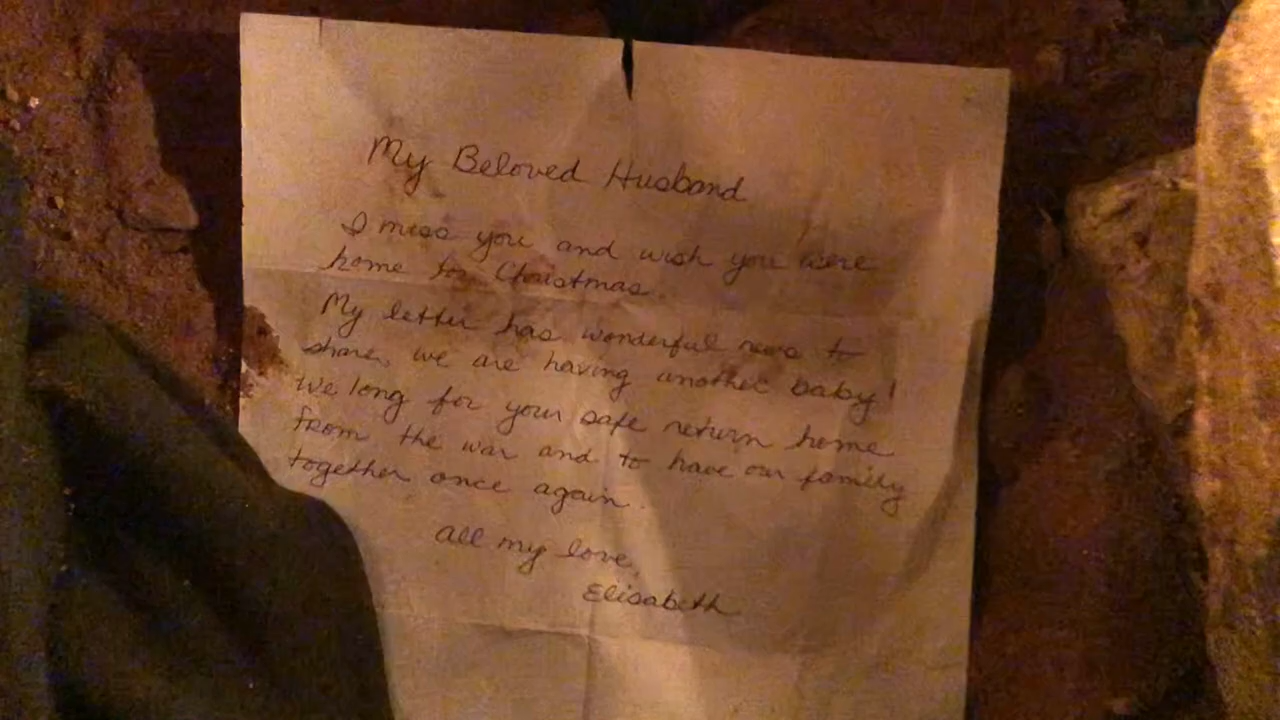 My Beloved Husband
I miss you and wish you were
home for Christmas.
My letter has wonderful news to
share, we are having another baby!
We long for your safe return home
from the war and to have our family
together once again.
All my love,
Elisabeth